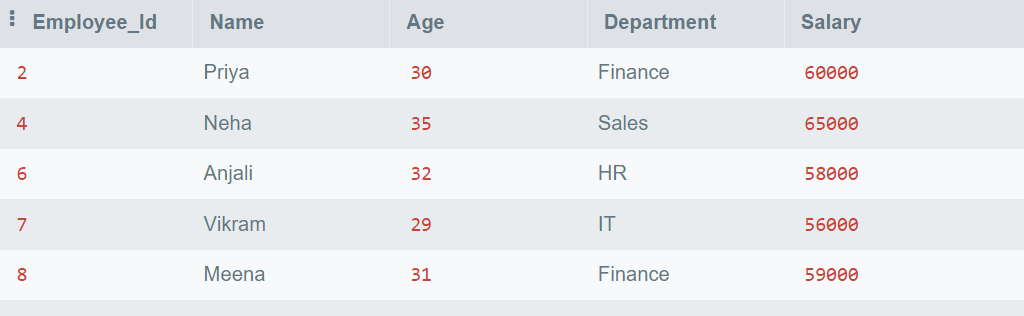 Employee_Id Name Age Department Salary
2 Priya 30 Finance 60000
4 Neha 35 Sales 65000
6 Anjali 32 HR 58000
7 Vikram 29 IT 56000
8 Meena 31 Finance 59000